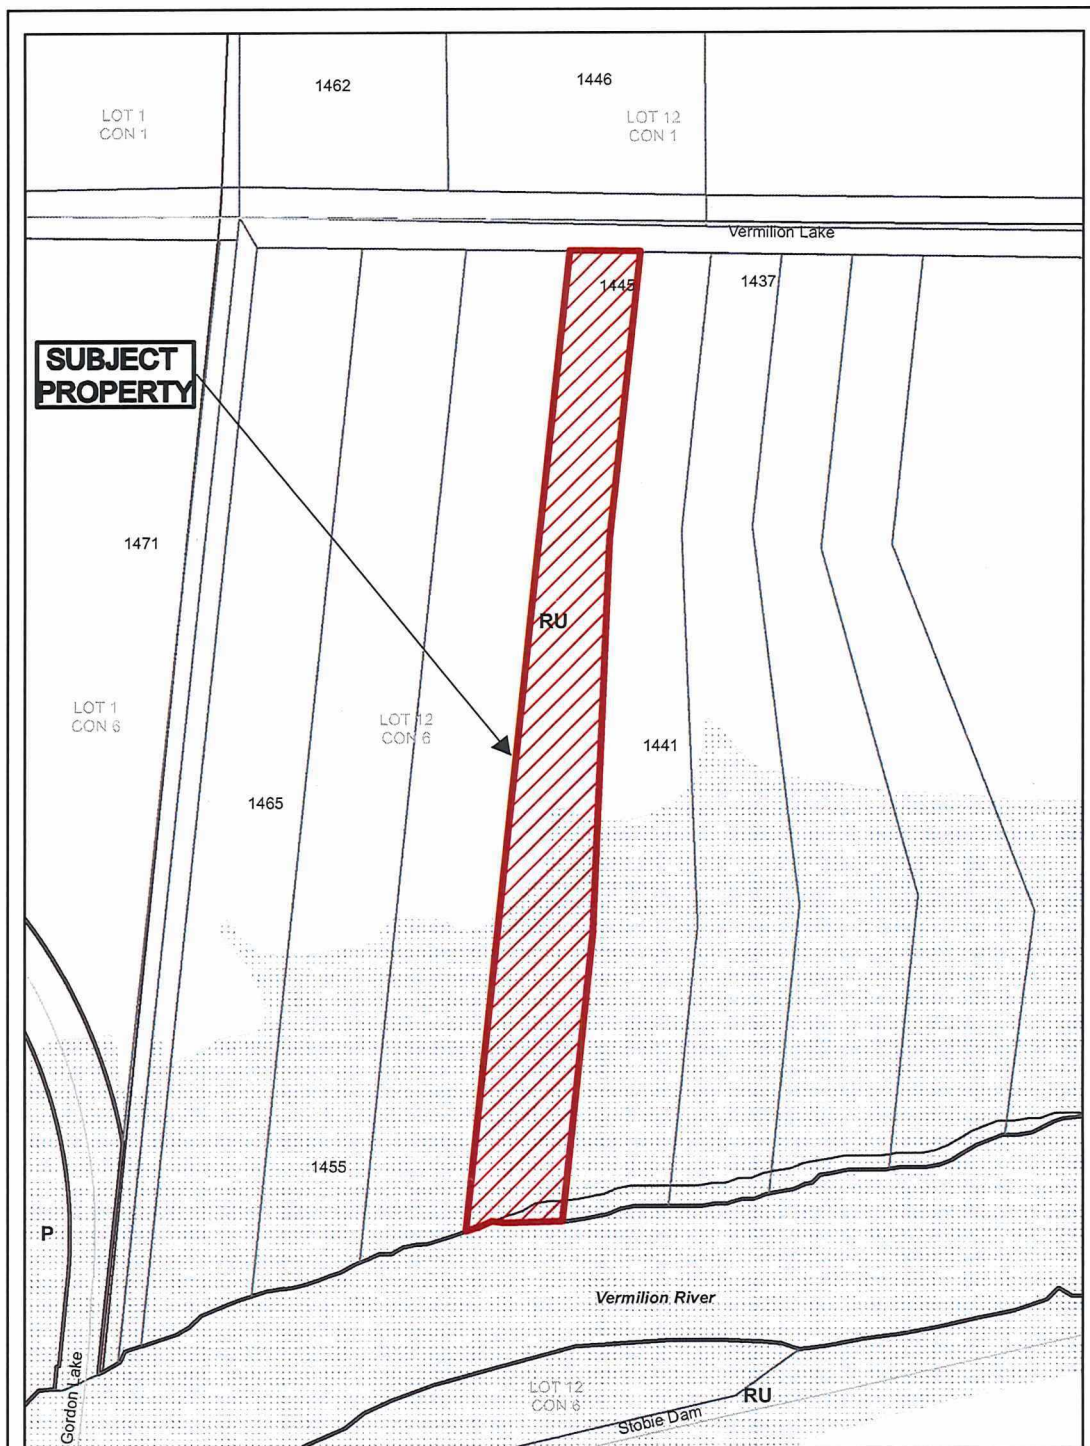 1462
1446
LOT 1
CON 1
LOT 12
CON 1
Vermilion Lake
1445
1437
SUBJECT
PROPERTY
1471
RU
LOT 1
CON 6
LOT 12
CON 6
1441
1465
1455
P
Vermilion River
Gordon Lake
LOT 12
CON 6
RU
Stobie Dam